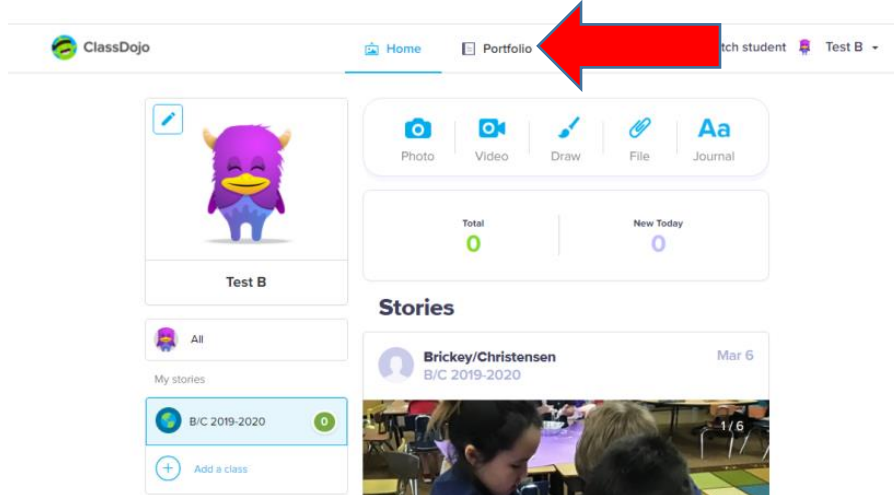 ClassDojo
Home
Portfolio
tch student
Test B
Photo
Video
Draw
File
Aa
Journal
Total
0
New Today
0
Test B
Stories
All
Brickey/Christensen
Mar 6
B/C 2019-2020
My stories
B/C 2019-2020
0
Add a class
1/6